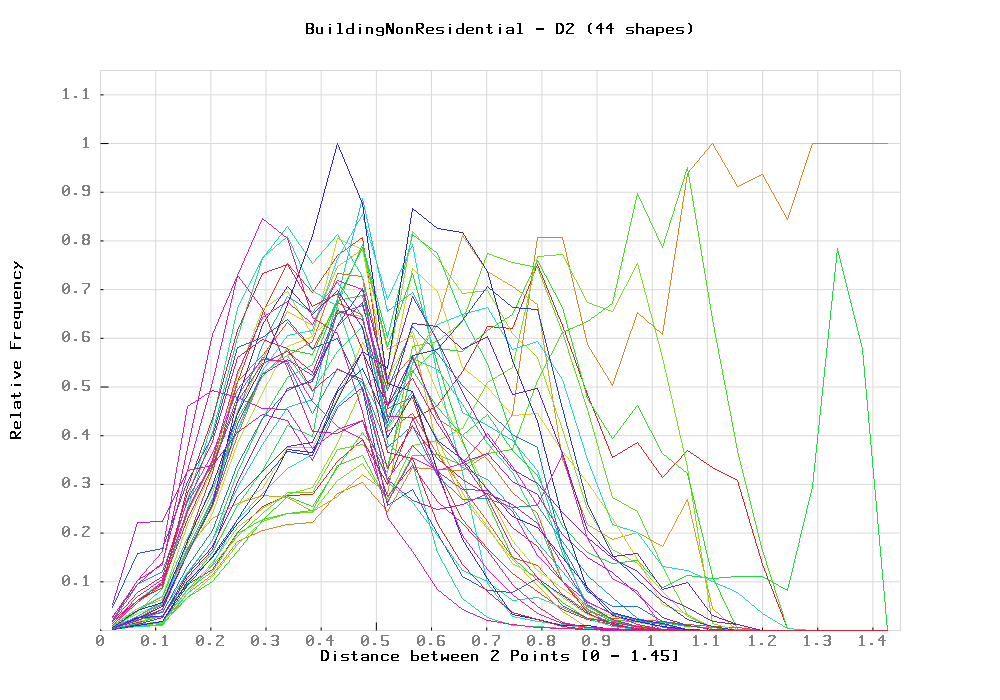 BuildingNonResidential - D2 (44 shapes)
1.1
1
0.9
0.8
0.7
0.6
0.5
0.4
0.3
0.2
0.1
Relative Frequency
0 0.1 0.2 0.3 0.4 0.5 0.6 0.7 0.8 0.9 1 1.1 1.2 1.3 1.4
Distance between 2 Points [0 - 1.45]